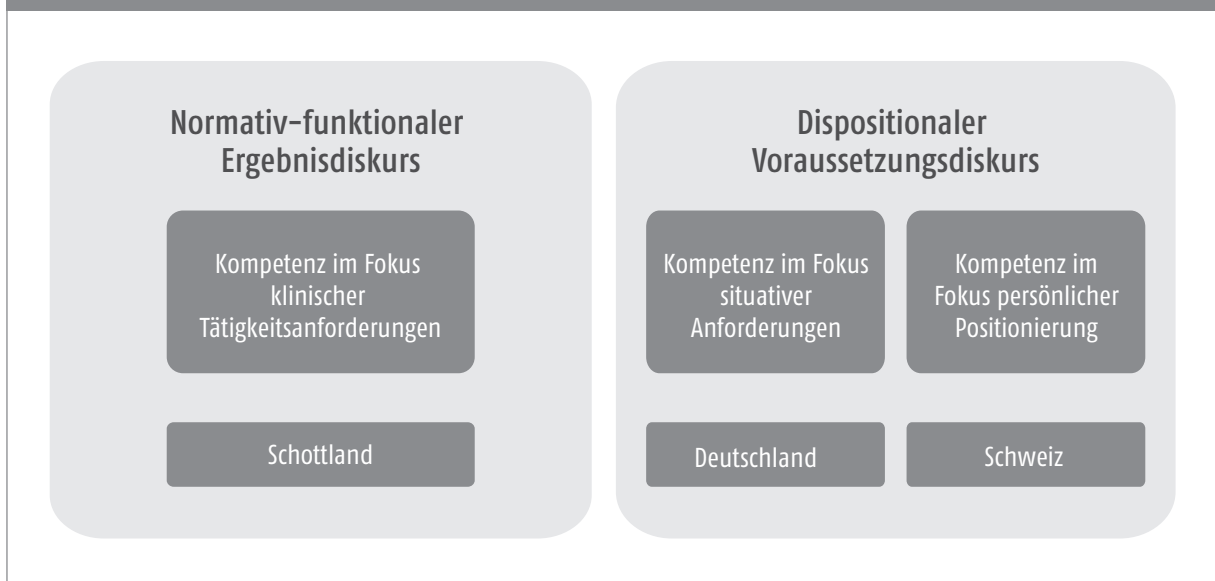 Normativ-funktionaler
Ergebnisdiskurs
Kompetenz im Fokus
klinischer
Tätigkeitsanforderungen
Schottland
Dispositionaler
Voraussetzungsdiskurs
Kompetenz im Fokus
situativer
Anforderungen
Deutschland
Kompetenz im
Fokus persönlicher
Positionierung
Schweiz